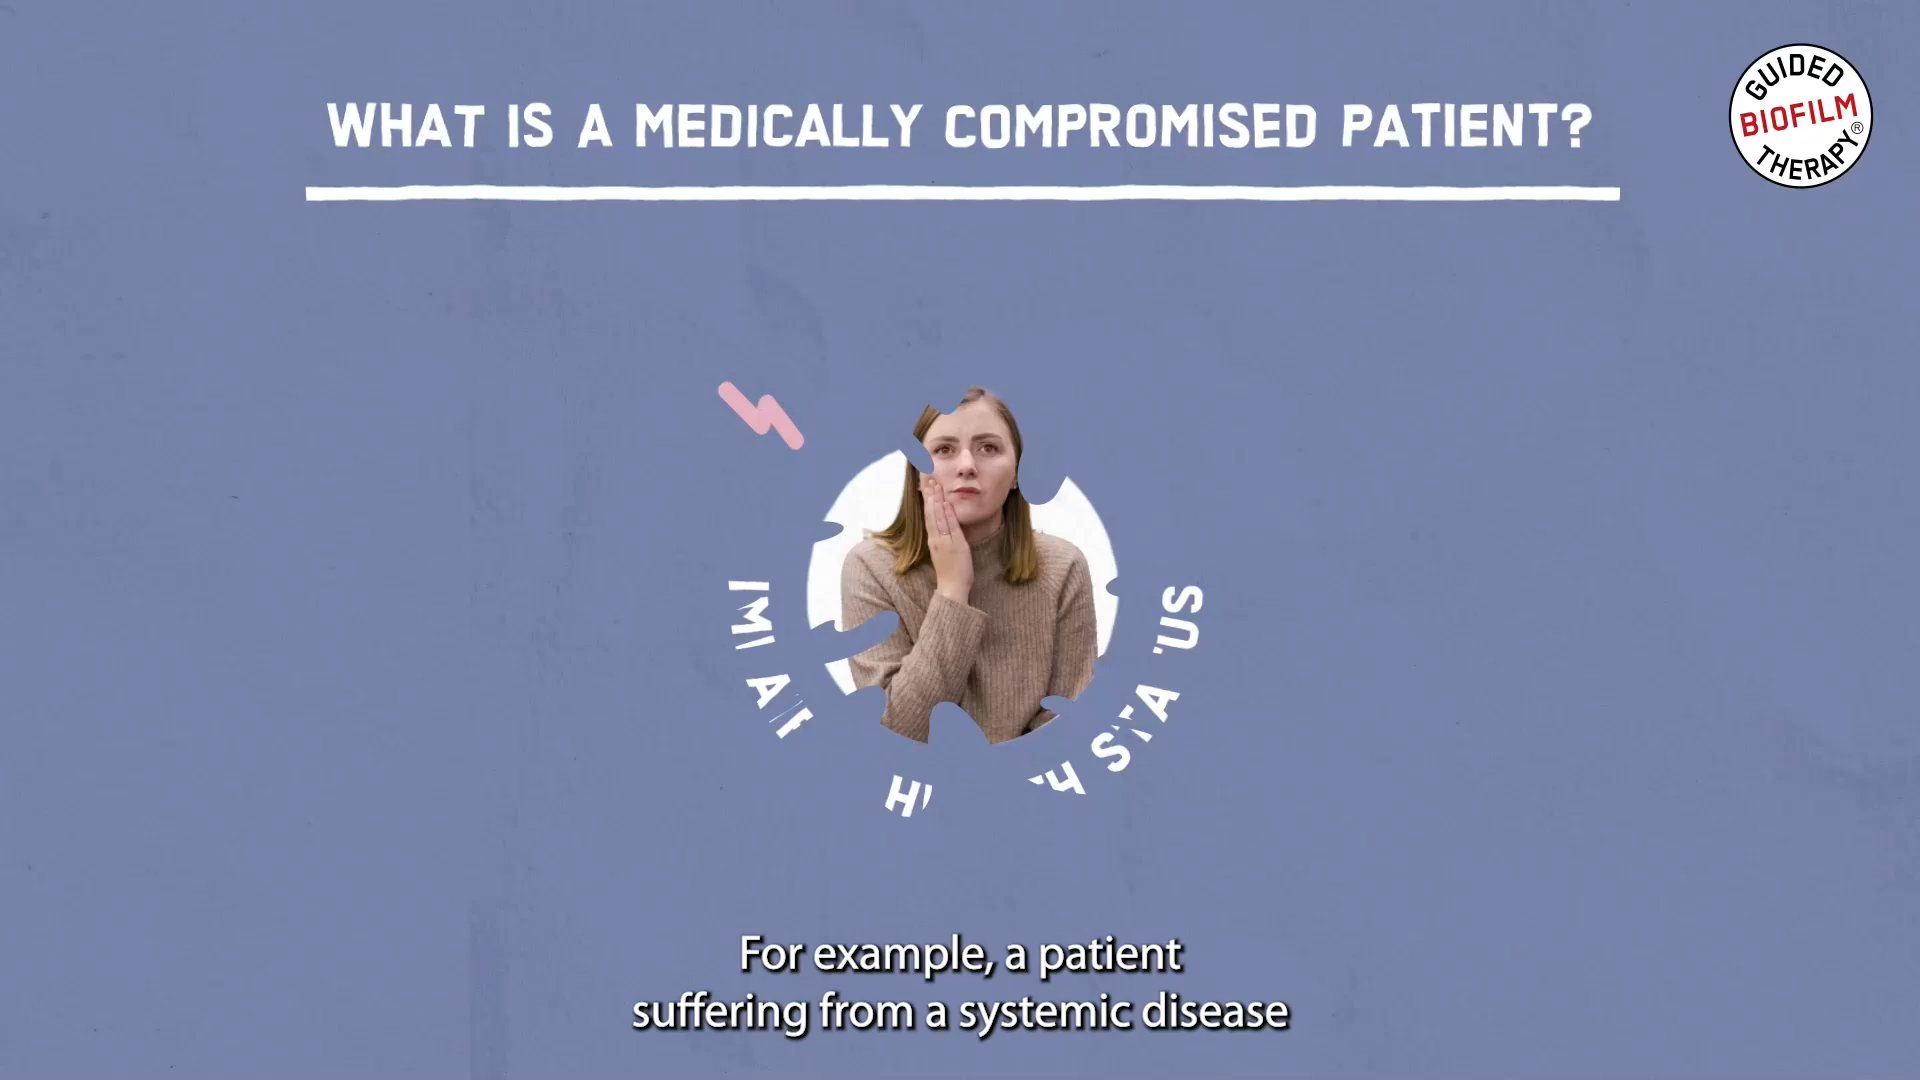 WHAT IS A MEDICALLY COMPROMISED PATIENT?
GUIDED
BIOFILM
THERAPY®
For example, a patient
suffering from a systemic disease